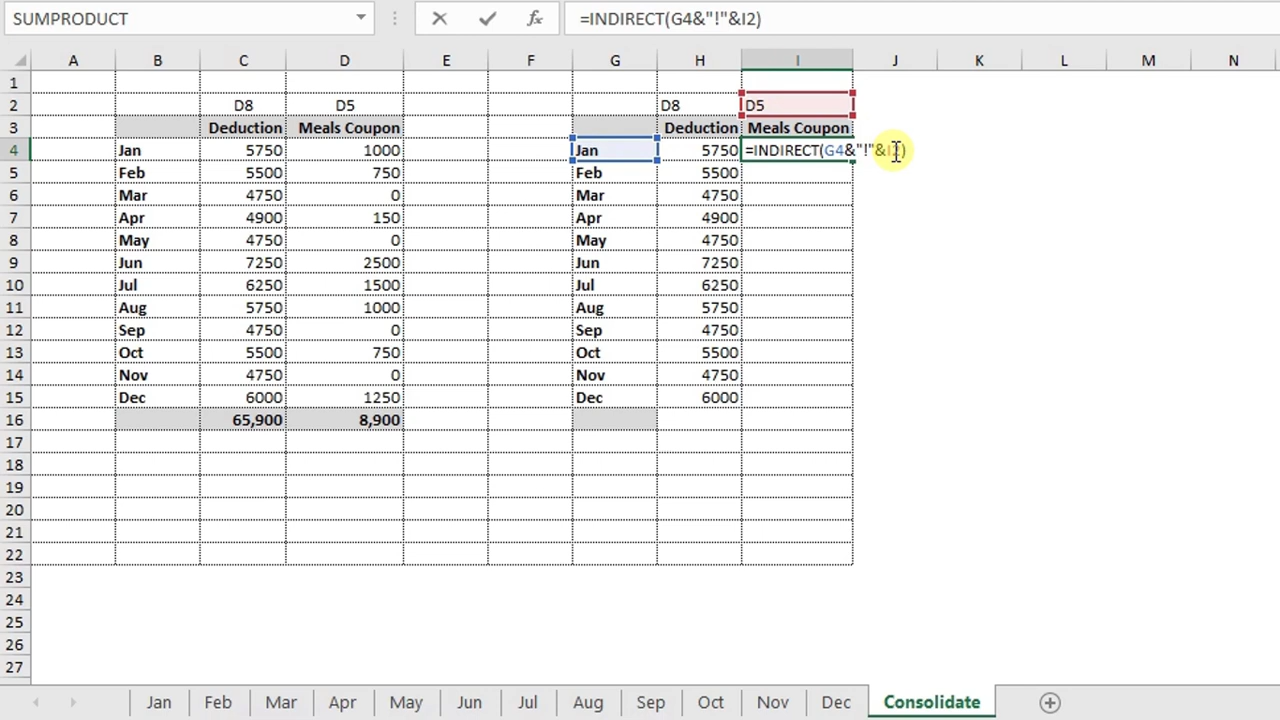 SUMPRODUCT fx =INDIRECT(G4&"!"&I2)
A B C D E F G H I J K L M N
1
2 D8 D5 D8 D5
3 Deduction Meals Coupon Deduction Meals Coupon
4 Jan 5750 1000 Jan 5750 =INDIRECT(G4&"!"&I2)
5 Feb 5500 750 Feb 5500
6 Mar 4750 0 Mar 4750
7 Apr 4900 150 Apr 4900
8 May 4750 0 May 4750
9 Jun 7250 2500 Jun 7250
10 Jul 6250 1500 Jul 6250
11 Aug 5750 1000 Aug 5750
12 Sep 4750 0 Sep 4750
13 Oct 5500 750 Oct 5500
14 Nov 4750 0 Nov 4750
15 Dec 6000 1250 Dec 6000
16 65,900 8,900
17
18
19
20
21
22
23
24
25
26
27
Jan Feb Mar Apr May Jun Jul Aug Sep Oct Nov Dec Consolidate